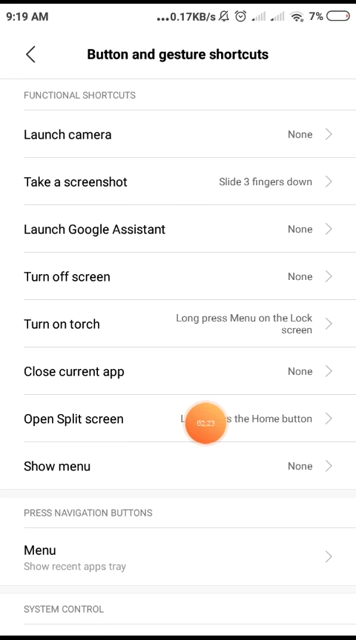 9:19 AM
...0.17KB/s
7%
Button and gesture shortcuts
FUNCTIONAL SHORTCUTS
Launch camera
None
Take a screenshot
Slide 3 fingers down
Launch Google Assistant
None
Turn off screen
None
Turn on torch
Long press Menu on the Lock
screen
Close current app
None
Open Split screen
the Home button
02:23
Show menu
None
PRESS NAVIGATION BUTTONS
Menu
Show recent apps tray
SYSTEM CONTROL